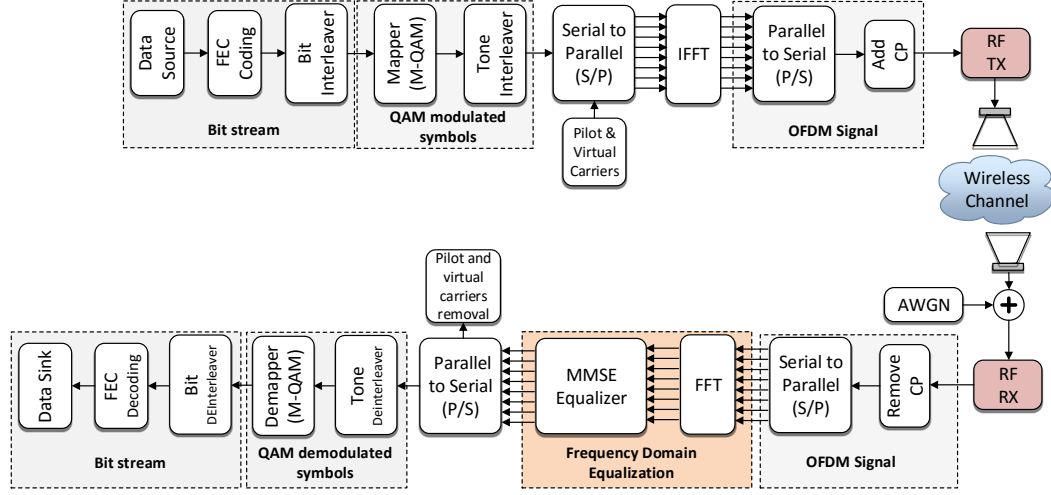 Data
Source
FEC
Coding
Bit
Interleaver
Bit stream
Mapper
(M-QAM)
Tone
Interleaver
QAM modulated
symbols
Serial to
Parallel
(S/P)
Pilot &
Virtual
Carriers
IFFT
Parallel
to Serial
(P/S)
Add
CP
OFDM Signal
RF
TX
Wireless
Channel
AWGN
+
RF
RX
Remove
CP
Serial to
Parallel
(S/P)
OFDM Signal
FFT
MMSE
Equalizer
Frequency Domain
Equalization
Pilot and
virtual
carriers
removal
Parallel
to Serial
(P/S)
Tone
Deinterleaver
Demapper
(M-QAM)
QAM demodulated
symbols
Bit
DEInterleaver
FEC
Decoding
Data Sink
Bit stream